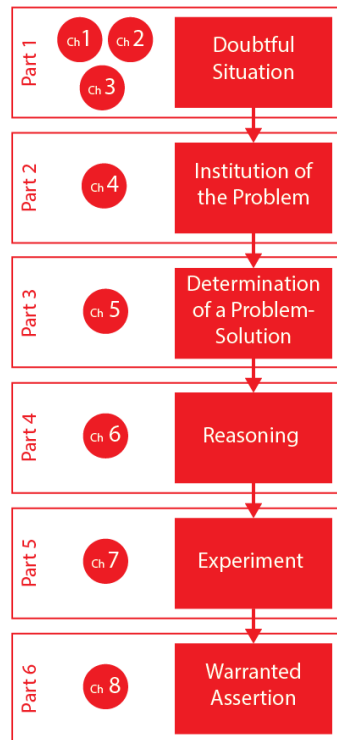 Part 1
Ch 1
Ch 2
Ch 3
Doubtful
Situation
Part 2
Ch 4
Institution of
the Problem
Part 3
Ch 5
Determination
of a Problem-
Solution
Part 4
Ch 6
Reasoning
Part 5
Ch 7
Experiment
Part 6
Ch 8
Warranted
Assertion